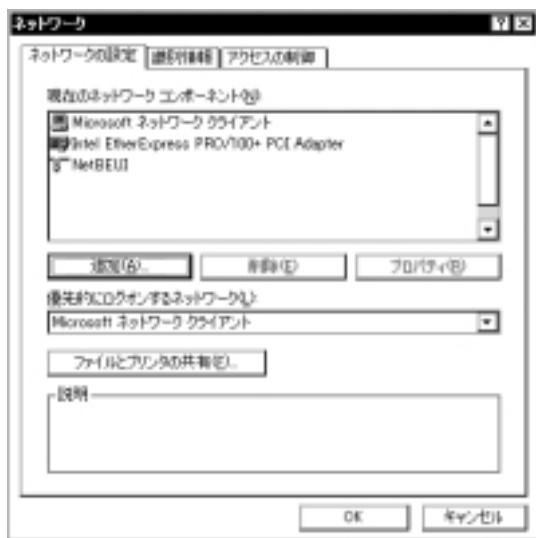 ネットワーク
ネットワークの設定 識別情報 アクセスの制御
現在のネットワーク コンポーネント(N)
Microsoft ネットワーク クライアント
Intel EtherExpress PRO/100+ PCI Adapter
NetBEUI
追加(A)... 削除(E) プロパティ(R)
優先的にログオンするネットワーク(L):
Microsoft ネットワーク クライアント
ファイルとプリンタの共有(F)...
説明
OK キャンセル